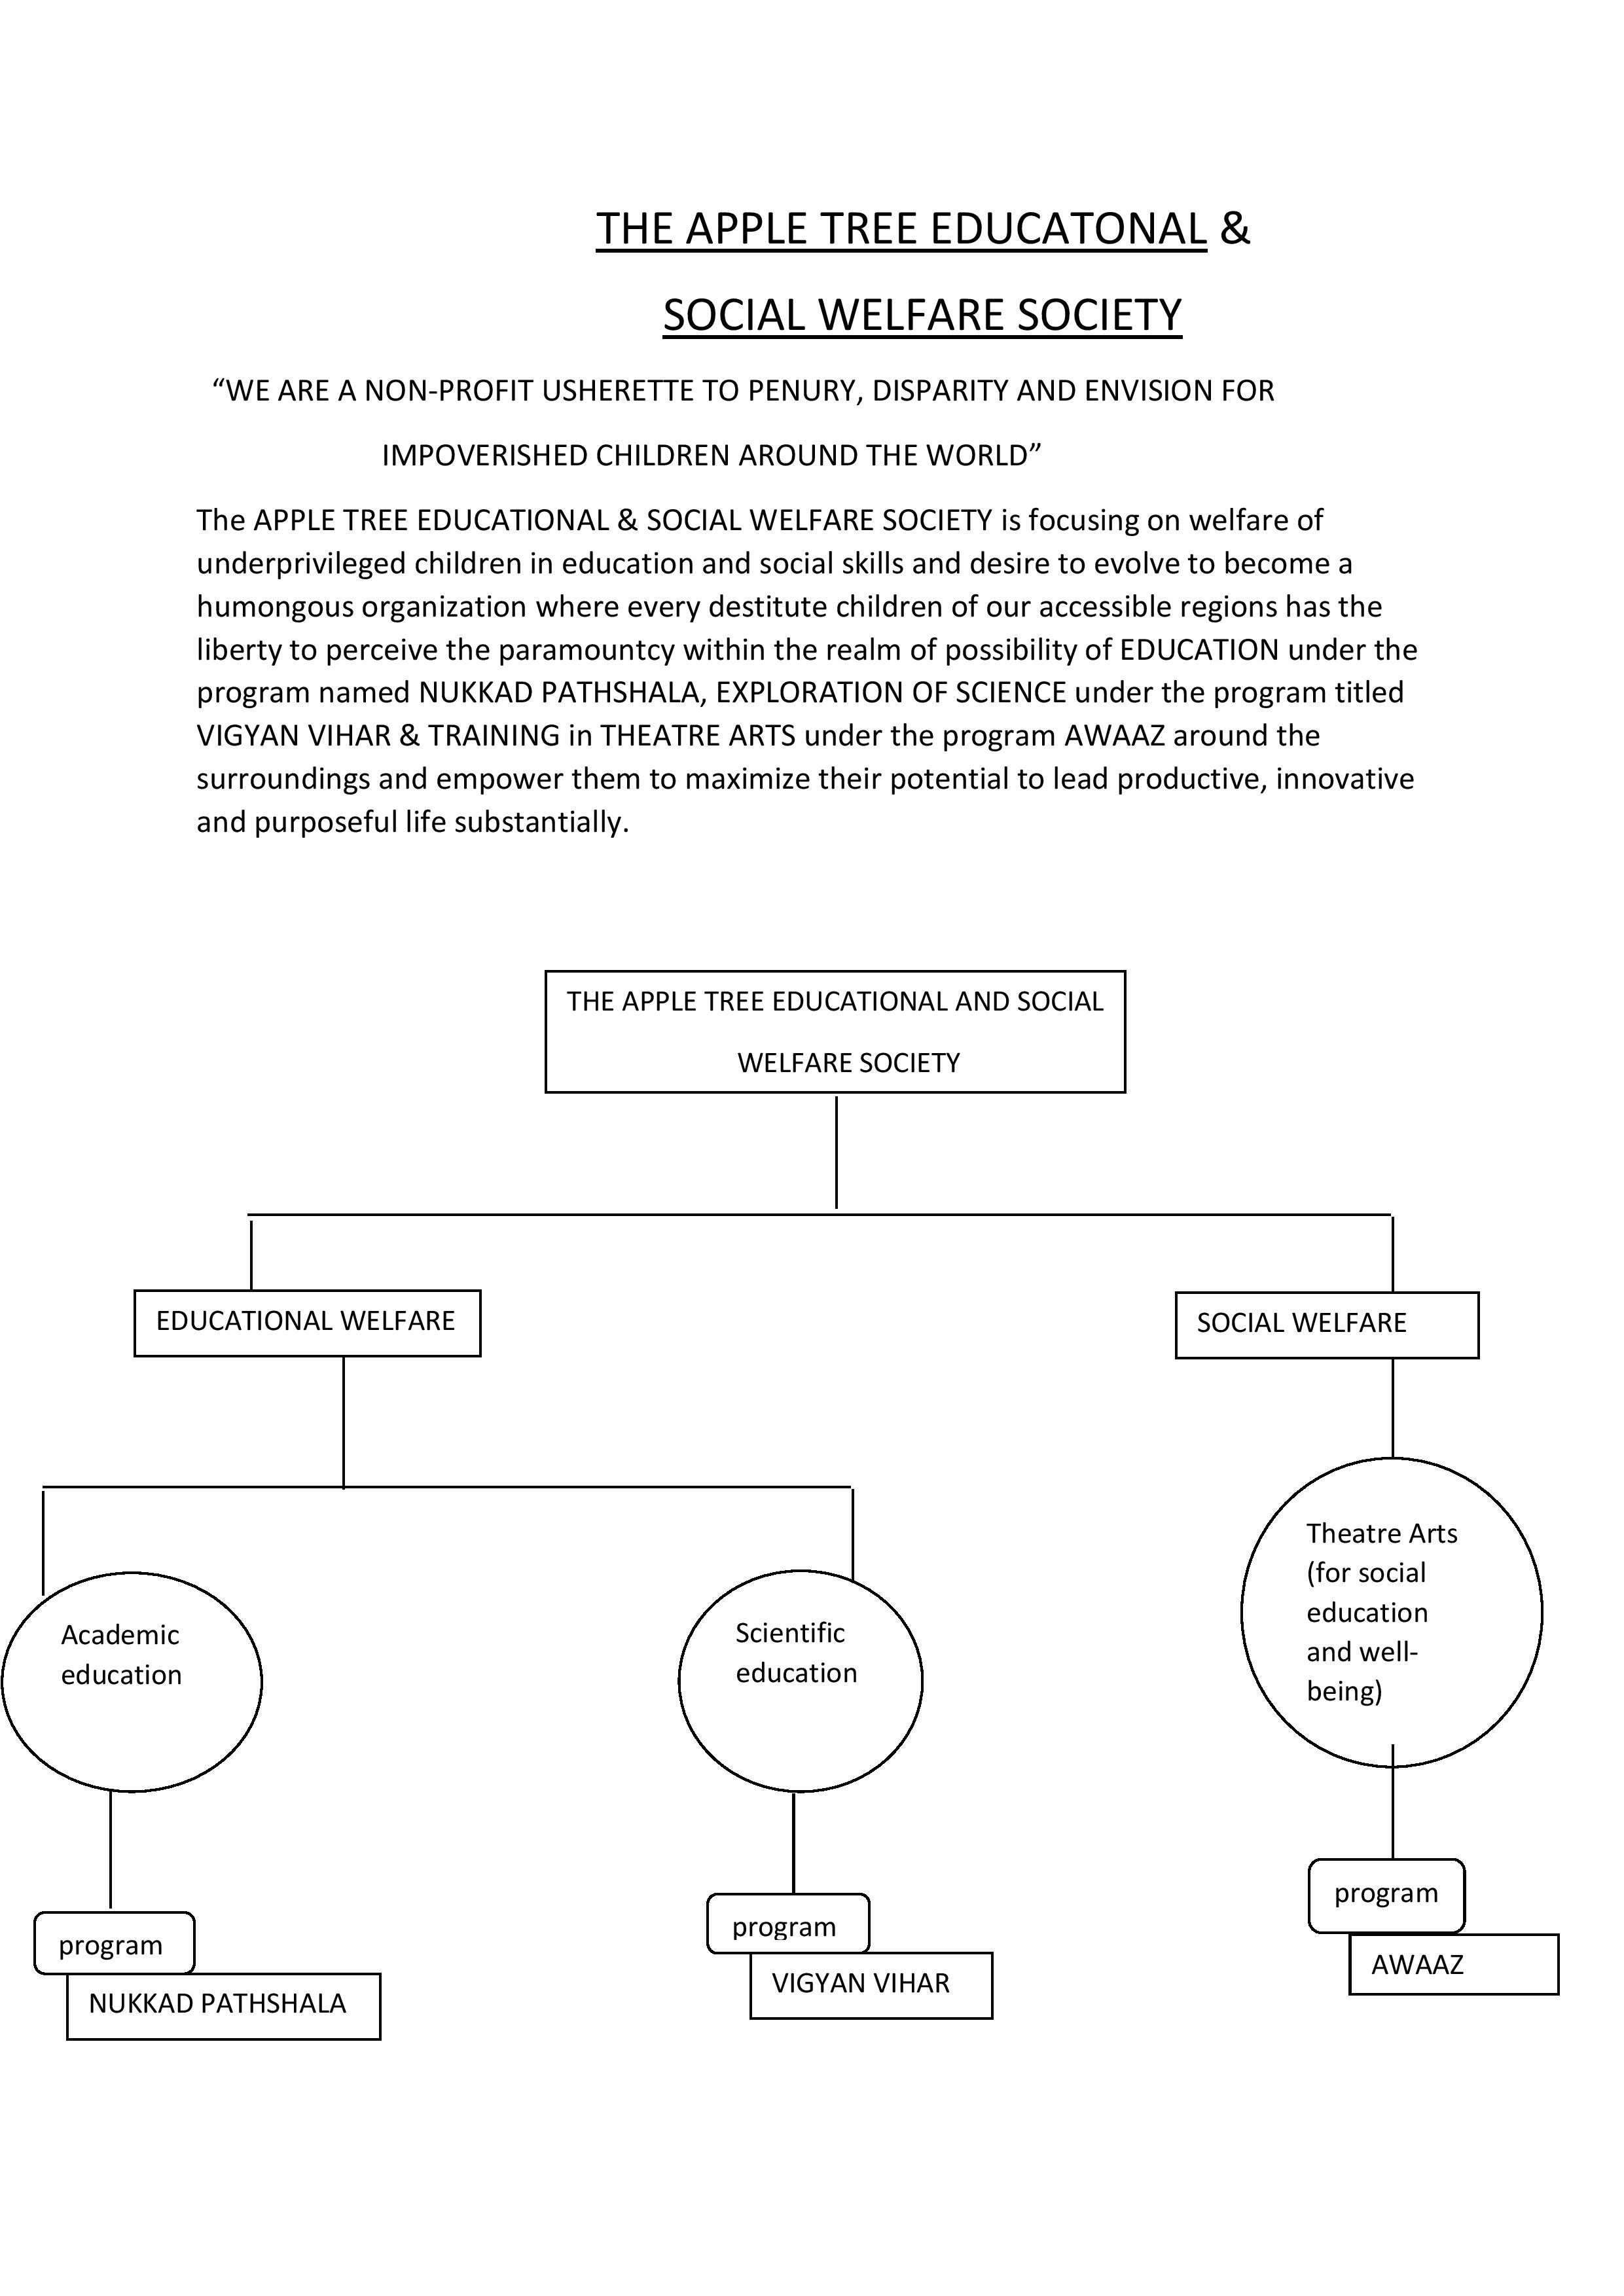 THE APPLE TREE EDUCATONAL &
SOCIAL WELFARE SOCIETY
“WE ARE A NON-PROFIT USHERETTE TO PENURY, DISPARITY AND ENVISION FOR
IMPOVERISHED CHILDREN AROUND THE WORLD”
The APPLE TREE EDUCATIONAL & SOCIAL WELFARE SOCIETY is focusing on welfare of
underprivileged children in education and social skills and desire to evolve to become a
humongous organization where every destitute children of our accessible regions has the
liberty to perceive the paramountcy within the realm of possibility of EDUCATION under the
program named NUKKAD PATHSHALA, EXPLORATION OF SCIENCE under the program titled
VIGYAN VIHAR & TRAINING in THEATRE ARTS under the program AWAAZ around the
surroundings and empower them to maximize their potential to lead productive, innovative
and purposeful life substantially.
THE APPLE TREE EDUCATIONAL AND SOCIAL
WELFARE SOCIETY
EDUCATIONAL WELFARE
SOCIAL WELFARE
Academic
education
Scientific
education
Theatre Arts
(for social
education
and well-
being)
program
NUKKAD PATHSHALA
program
VIGYAN VIHAR
program
AWAAZ